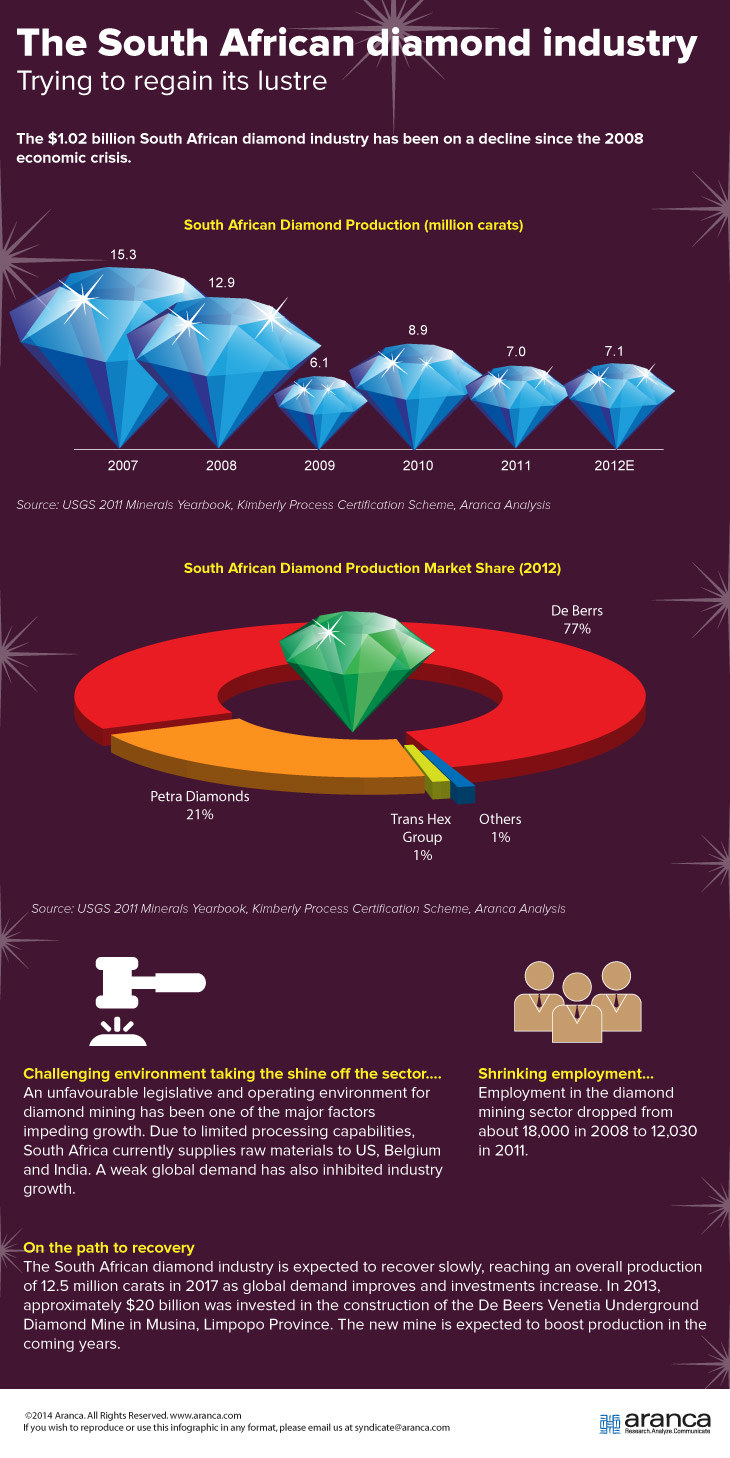 The South African diamond industry
Trying to regain its lustre
The $1.02 billion South African diamond industry has been on a decline since the 2008
economic crisis.
South African Diamond Production (million carats)
15.3
12.9
6.1
8.9
7.0
7.1
2007
2008
2009
2010
2011
2012E
Source: USGS 2011 Minerals Yearbook, Kimberly Process Certification Scheme, Aranca Analysis
South African Diamond Production Market Share (2012)
De Berrs
77%
Petra Diamonds
21%
Trans Hex
Group
1%
Others
1%
Source: USGS 2011 Minerals Yearbook, Kimberly Process Certification Scheme, Aranca Analysis
Challenging environment taking the shine off the sector....
An unfavourable legislative and operating environment for
diamond mining has been one of the major factors
impeding growth. Due to limited processing capabilities,
South Africa currently supplies raw materials to US, Belgium
and India. A weak global demand has also inhibited industry
growth.
Shrinking employment...
Employment in the diamond
mining sector dropped from
about 18,000 in 2008 to 12,030
in 2011.
On the path to recovery
The South African diamond industry is expected to recover slowly, reaching an overall production
of 12.5 million carats in 2017 as global demand improves and investments increase. In 2013,
approximately $20 billion was invested in the construction of the De Beers Venetia Underground
Diamond Mine in Musina, Limpopo Province. The new mine is expected to boost production in the
coming years.
©2014 Aranca. All Rights Reserved. www.aranca.com
If you wish to reproduce or use this infographic in any format, please email us at syndicate@aranca.com
aranca
Research.Analyze.Communicate